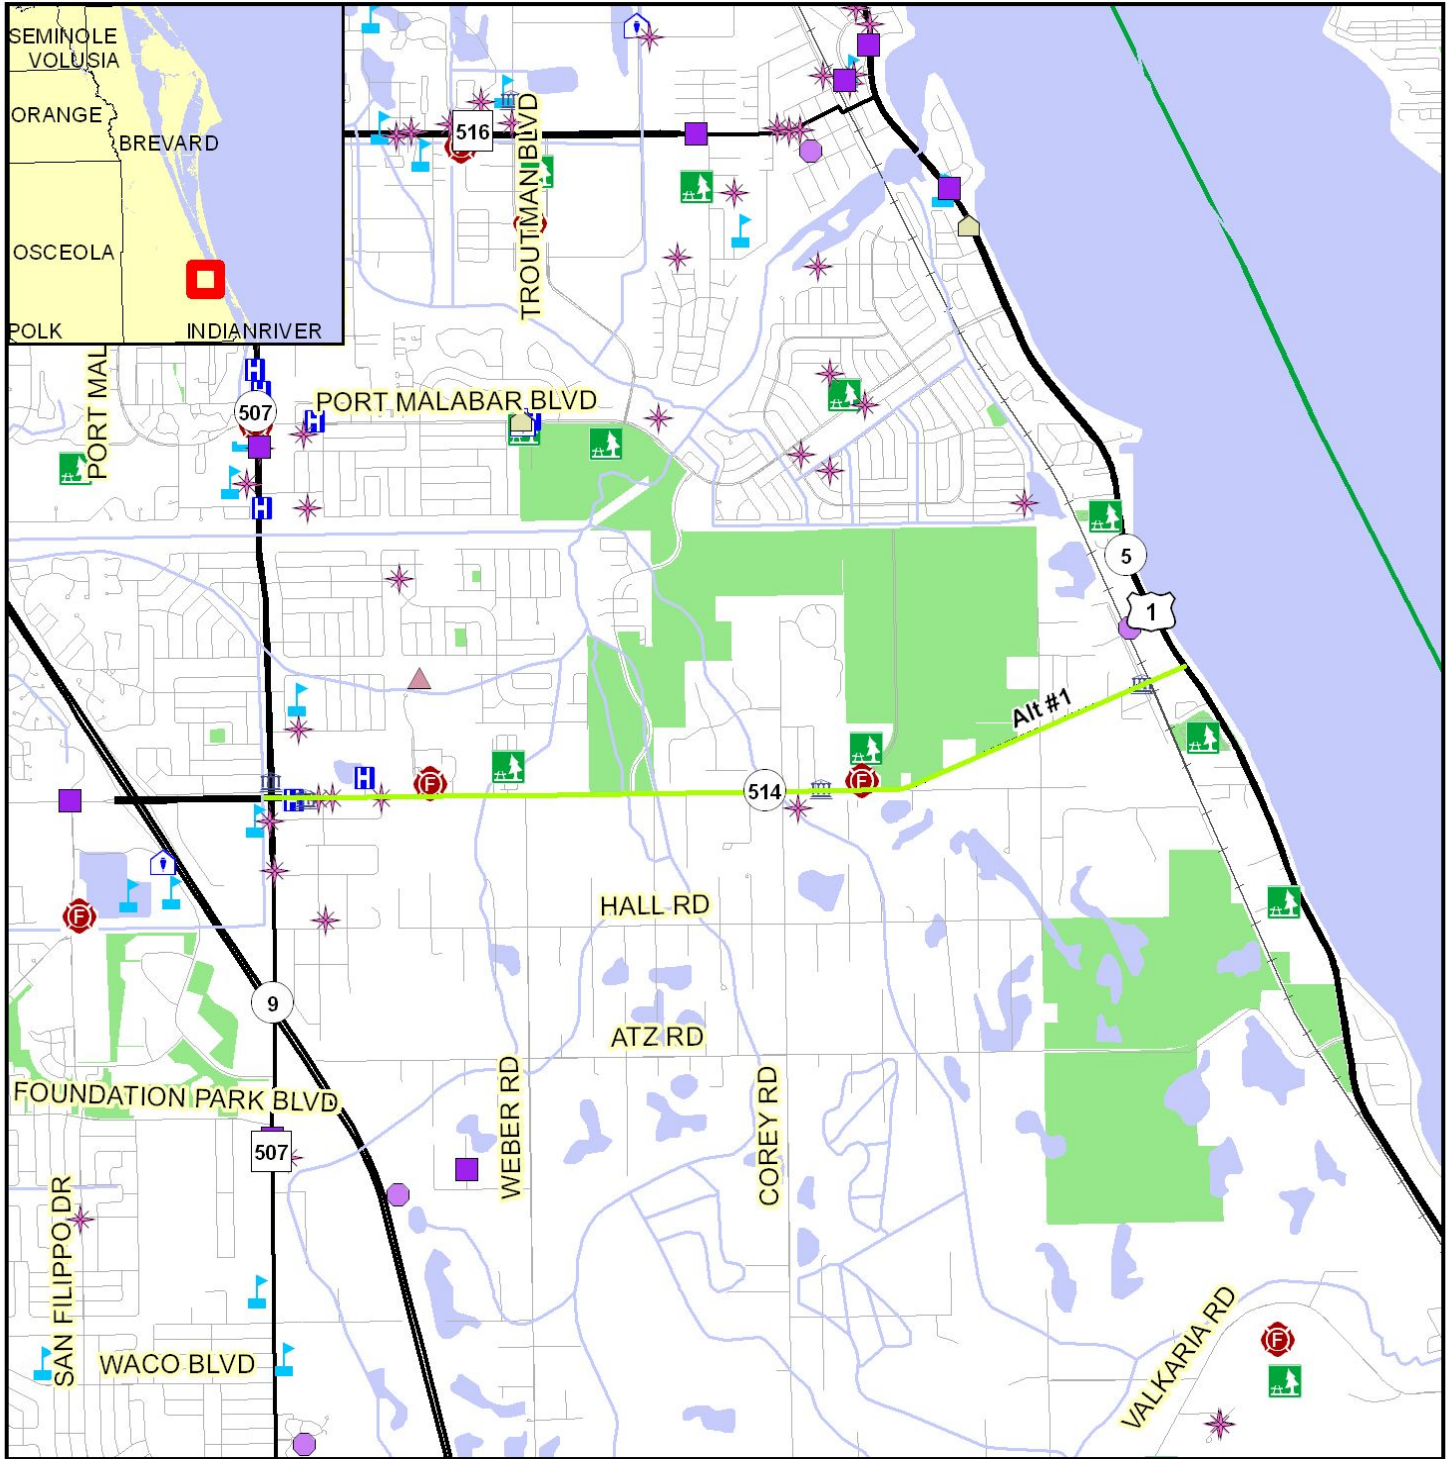 SEMINOLE
VOLUSIA
ORANGE
BREVARD
OSCEOLA
POLK
INDIANRIVER
516
TROUTMAN BLVD
PORT MAL
507
PORT MALABAR BLVD
H
H
H
5
1
Alt #1
H
H
F
514
F
F
HALL RD
9
ATZ RD
FOUNDATION PARK BLVD
507
WEBER RD
COREY RD
SAN FILIPPO DR
WACO BLVD
VALKARIA RD
F